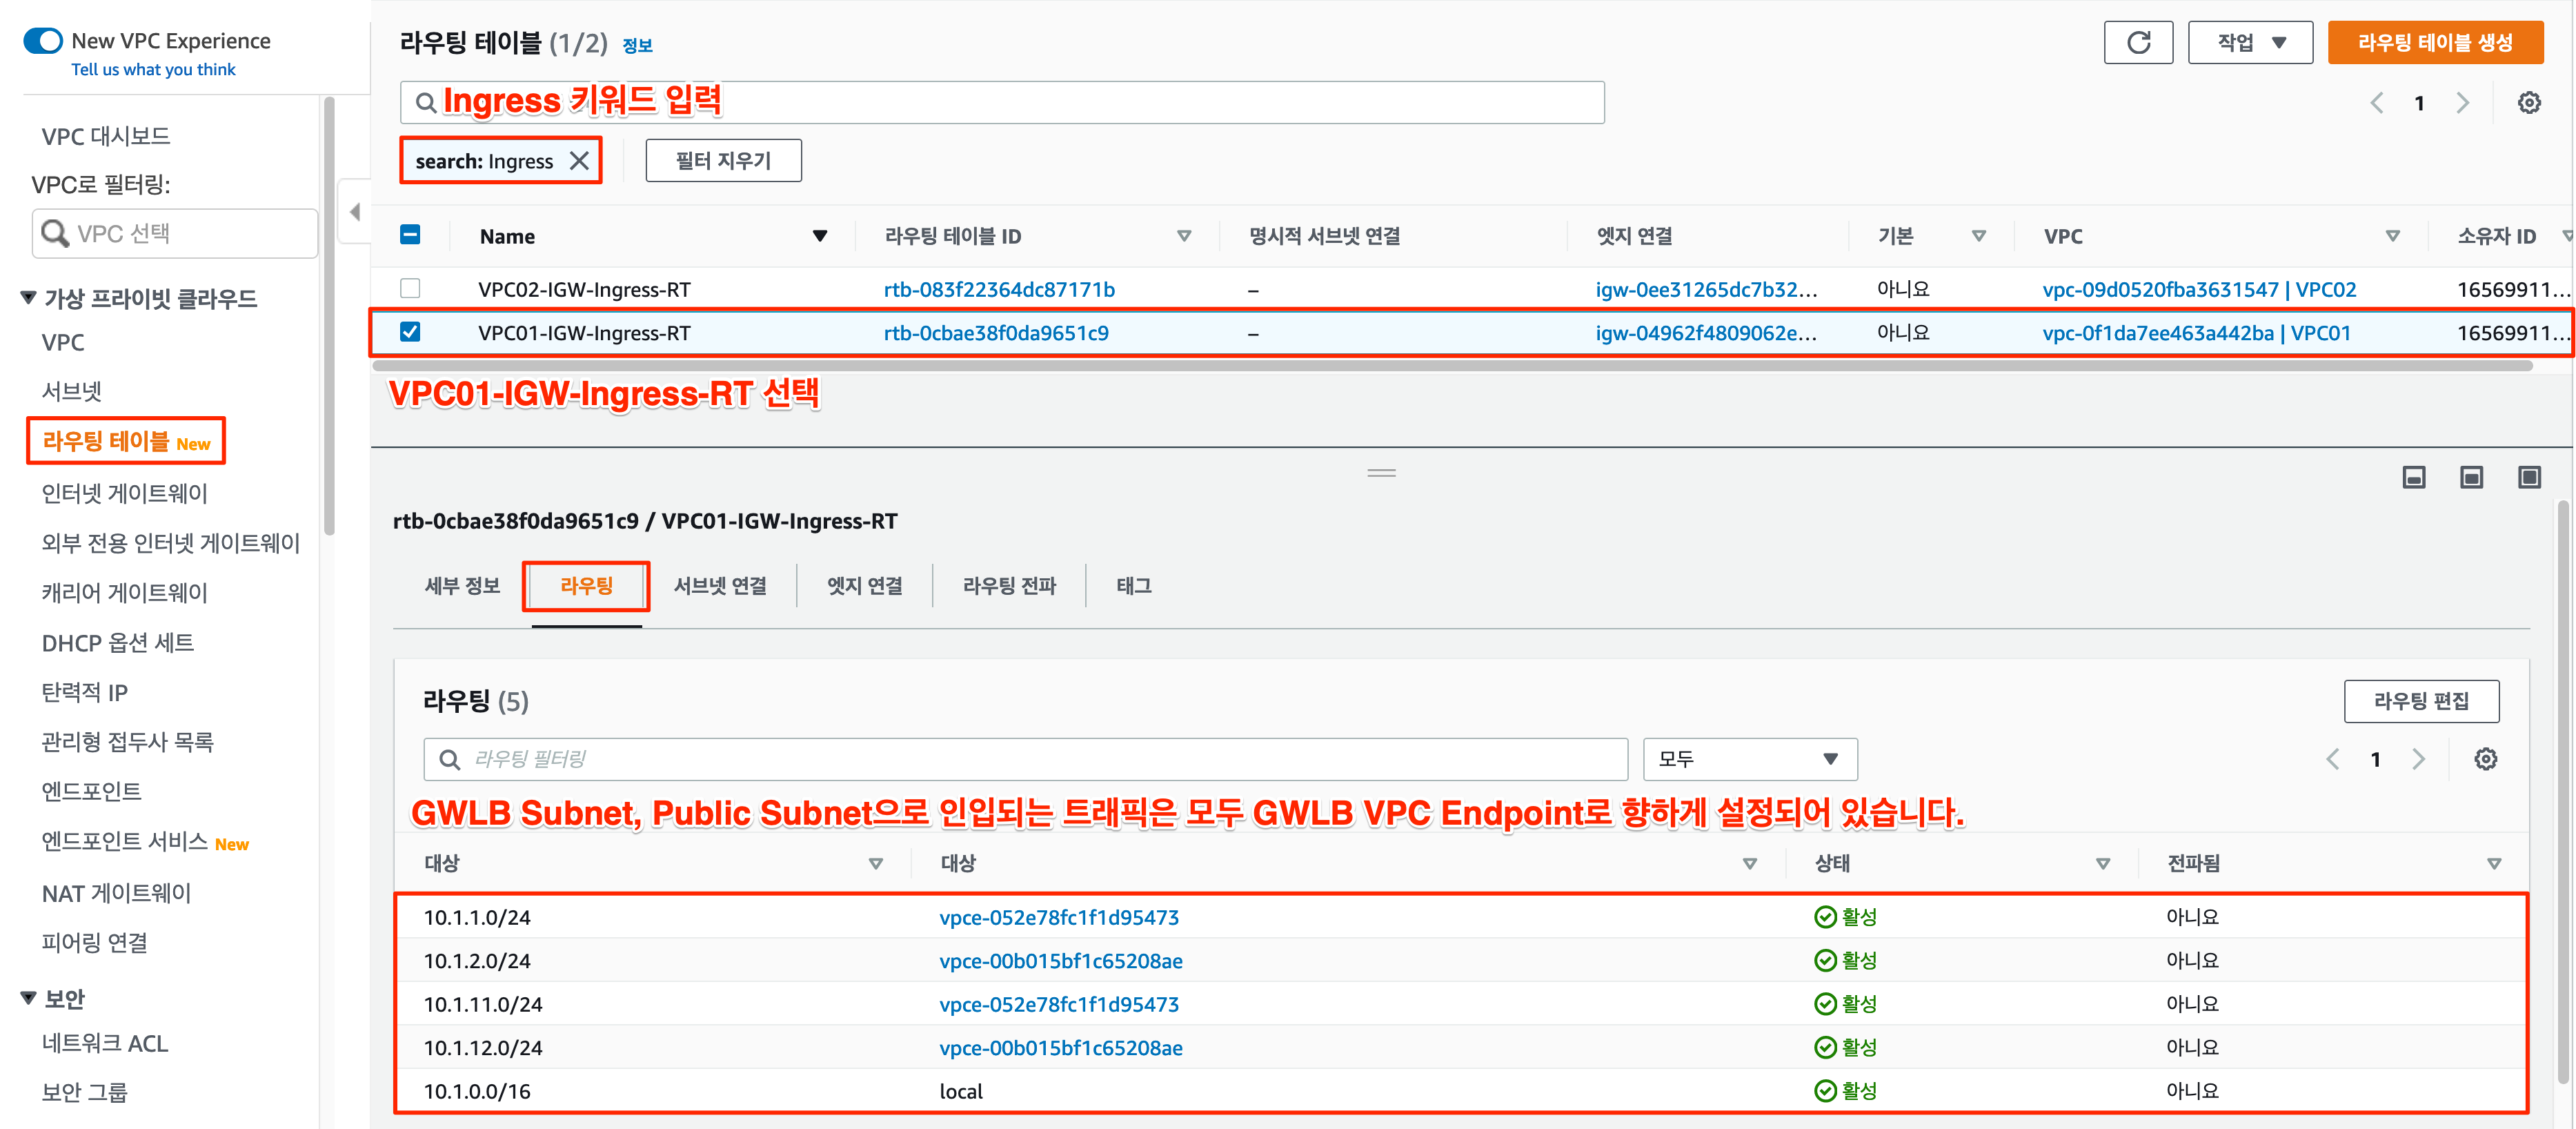 New VPC Experience
Tell us what you think
VPC 대시보드
VPC로 필터링:
VPC 선택
가상 프라이빗 클라우드
VPC
서브넷
라우팅 테이블 New
인터넷 게이트웨이
외부 전용 인터넷 게이트웨이
캐리어 게이트웨이
DHCP 옵션 세트
탄력적 IP
관리형 접두사 목록
엔드포인트
엔드포인트 서비스 New
NAT 게이트웨이
피어링 연결
보안
네트워크 ACL
보안 그룹
라우팅 테이블 (1/2) 정보
작업
라우팅 테이블 생성
Ingress 키워드 입력
1
search: Ingress
필터 지우기
Name 라우팅 테이블 ID 명시적 서브넷 연결 엣지 연결 기본 VPC 소유자 ID
VPC02-IGW-Ingress-RT rtb-083f22364dc87171b – igw-0ee31265dc7b32... 아니요 vpc-09d0520fba3631547 | VPC02 16569911...
VPC01-IGW-Ingress-RT rtb-0cbae38f0da9651c9 – igw-04962f4809062e... 아니요 vpc-0f1da7ee463a442ba | VPC01 16569911...
VPC01-IGW-Ingress-RT 선택
rtb-0cbae38f0da9651c9 / VPC01-IGW-Ingress-RT
세부 정보 라우팅 서브넷 연결 엣지 연결 라우팅 전파 태그
라우팅 (5)
라우팅 편집
라우팅 필터링
모두
1
GWLB Subnet, Public Subnet으로 인입되는 트래픽은 모두 GWLB VPC Endpoint로 향하게 설정되어 있습니다.
대상 대상 상태 전파됨
10.1.1.0/24 vpce-052e78fc1f1d95473 활성 아니요
10.1.2.0/24 vpce-00b015bf1c65208ae 활성 아니요
10.1.11.0/24 vpce-052e78fc1f1d95473 활성 아니요
10.1.12.0/24 vpce-00b015bf1c65208ae 활성 아니요
10.1.0.0/16 local 활성 아니요